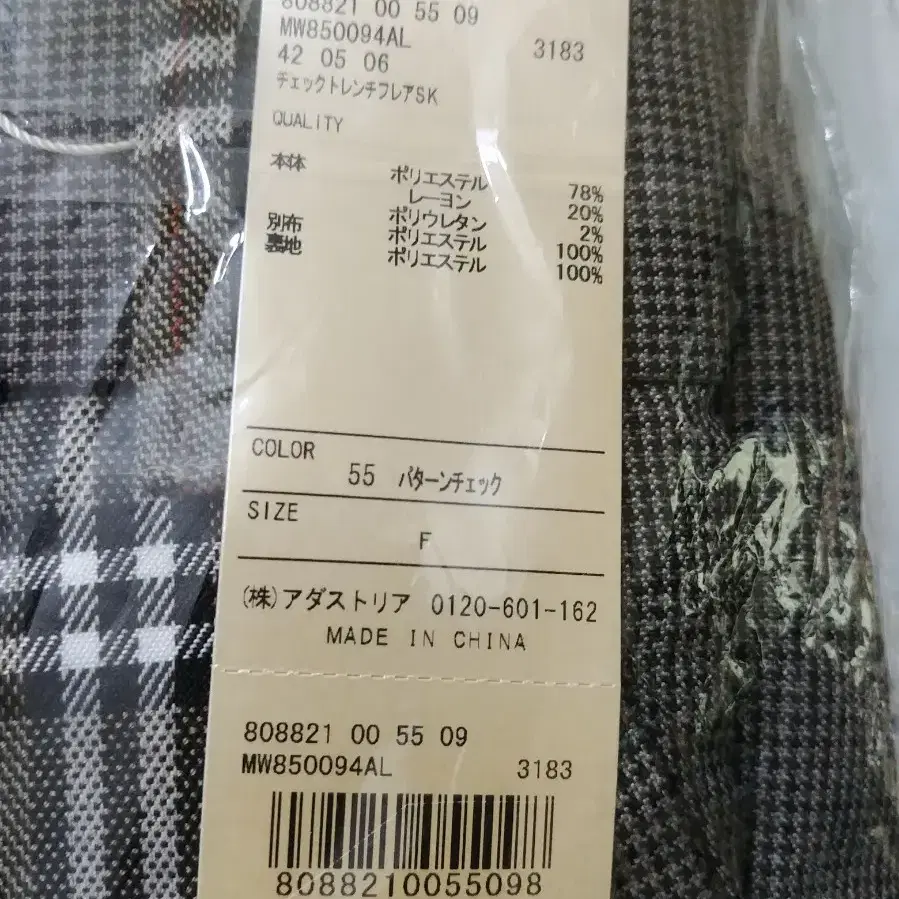 808821 00 55 09
MW850094AL 3183
42 05 06
チェックトレンチフレアSK
QUALITY
本体 ポリエステル 78%
レーヨン 20%
ポリウレタン 2%
別布 ポリエステル 100%
裏地 ポリエステル 100%
COLOR
55 パターンチェック
SIZE
F
(株)アダストリア 0120-601-162
MADE IN CHINA
808821 00 55 09
MW850094AL 3183
8088210055098